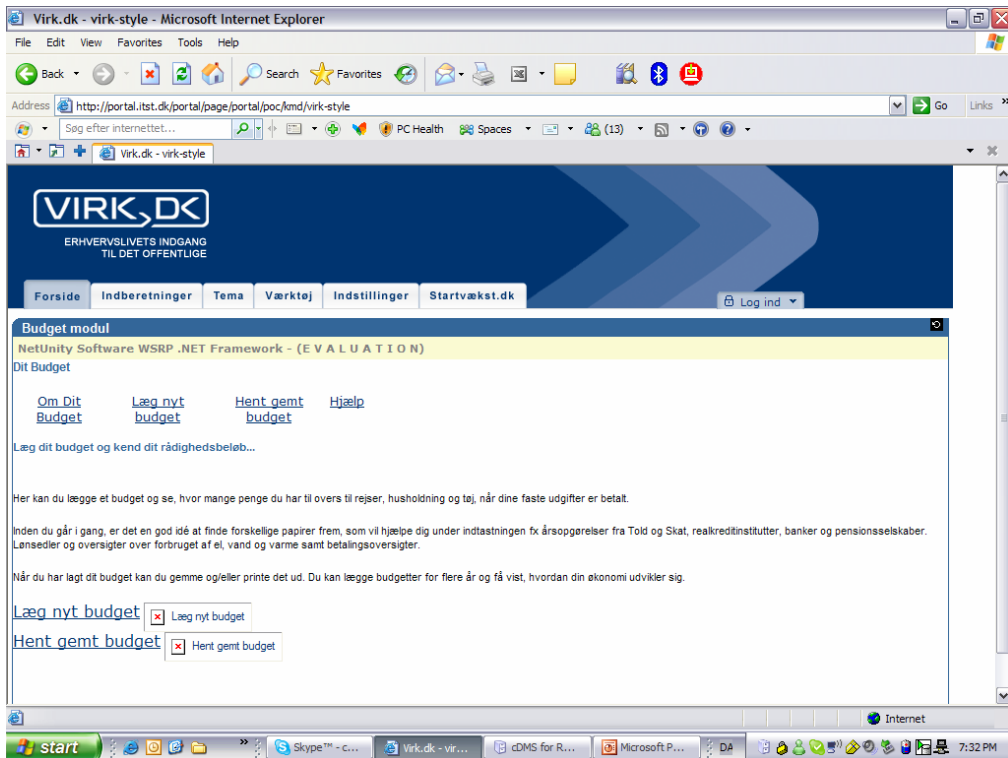 Virk.dk - virk-style - Microsoft Internet Explorer
File Edit View Favorites Tools Help
Back Search Favorites
Address http://portal.itst.dk/portal/page/portal/poc/kmd/virk-style Go Links »
Søg efter internettet... PC Health Spaces (13)
Virk.dk - virk-style
VIRK.DK
ERHVERVSLIVETS INDGANG
TIL DET OFFENTLIGE
Forside Indberetninger Tema Værktøj Indstillinger Startvækst.dk Log ind
Budget modul
NetUnity Software WSRP .NET Framework - (E V A L U A T I O N)
Dit Budget
Om Dit Budget Læg nyt budget Hent gemt budget Hjælp
Læg dit budget og kend dit rådighedsbeløb...
Her kan du lægge et budget og se, hvor mange penge du har til overs til rejser, husholdning og tøj, når dine faste udgifter er betalt.
Inden du går i gang, er det en god idé at finde forskellige papirer frem, som vil hjælpe dig under indtastningen fx årsopgørelser fra Told og Skat, realkreditinstitutter, banker og pensionsselskaber.
Lønsedler og oversigter over forbruget af el, vand og varme samt betalingsoversigter.
Når du har lagt dit budget kan du gemme og/eller printe det ud. Du kan lægge budgetter for flere år og få vist, hvordan din økonomi udvikler sig.
Læg nyt budget Læg nyt budget
Hent gemt budget Hent gemt budget
Internet
start » Skype™ - c... Virk.dk - vir... cDMS for R... Microsoft P... DA 7:32 PM